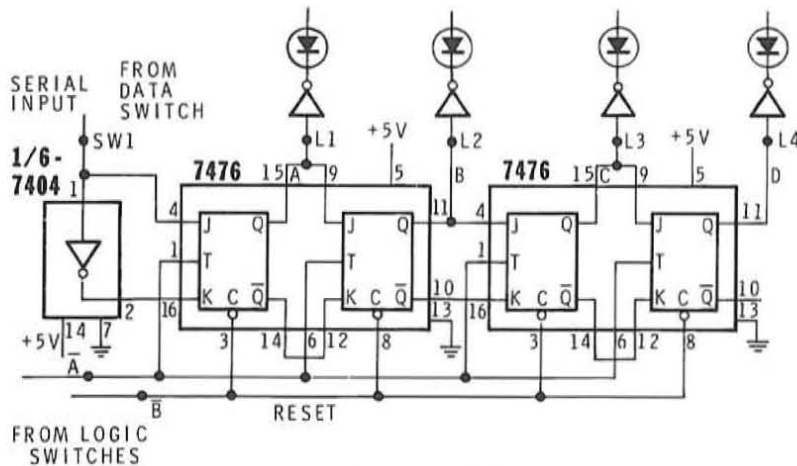 SERIAL
INPUT
FROM
DATA
SWITCH
SW1
L1
L2
L3
L4
+5V
+5V
1/6-
7404
1
7476
15
A
9
5
B
7476
15
C
9
5
D
4
J
Q
J
Q
11
4
J
Q
J
Q
11
1
T
T
1
T
T
2
16
K
C
Q̅
K
C
Q̅
10
13
16
K
C
Q̅
K
C
Q̅
10
13
14
7
+5V
3
14
6
12
8
3
14
12
6
8
A̅
B̅
RESET
FROM LOGIC
SWITCHES